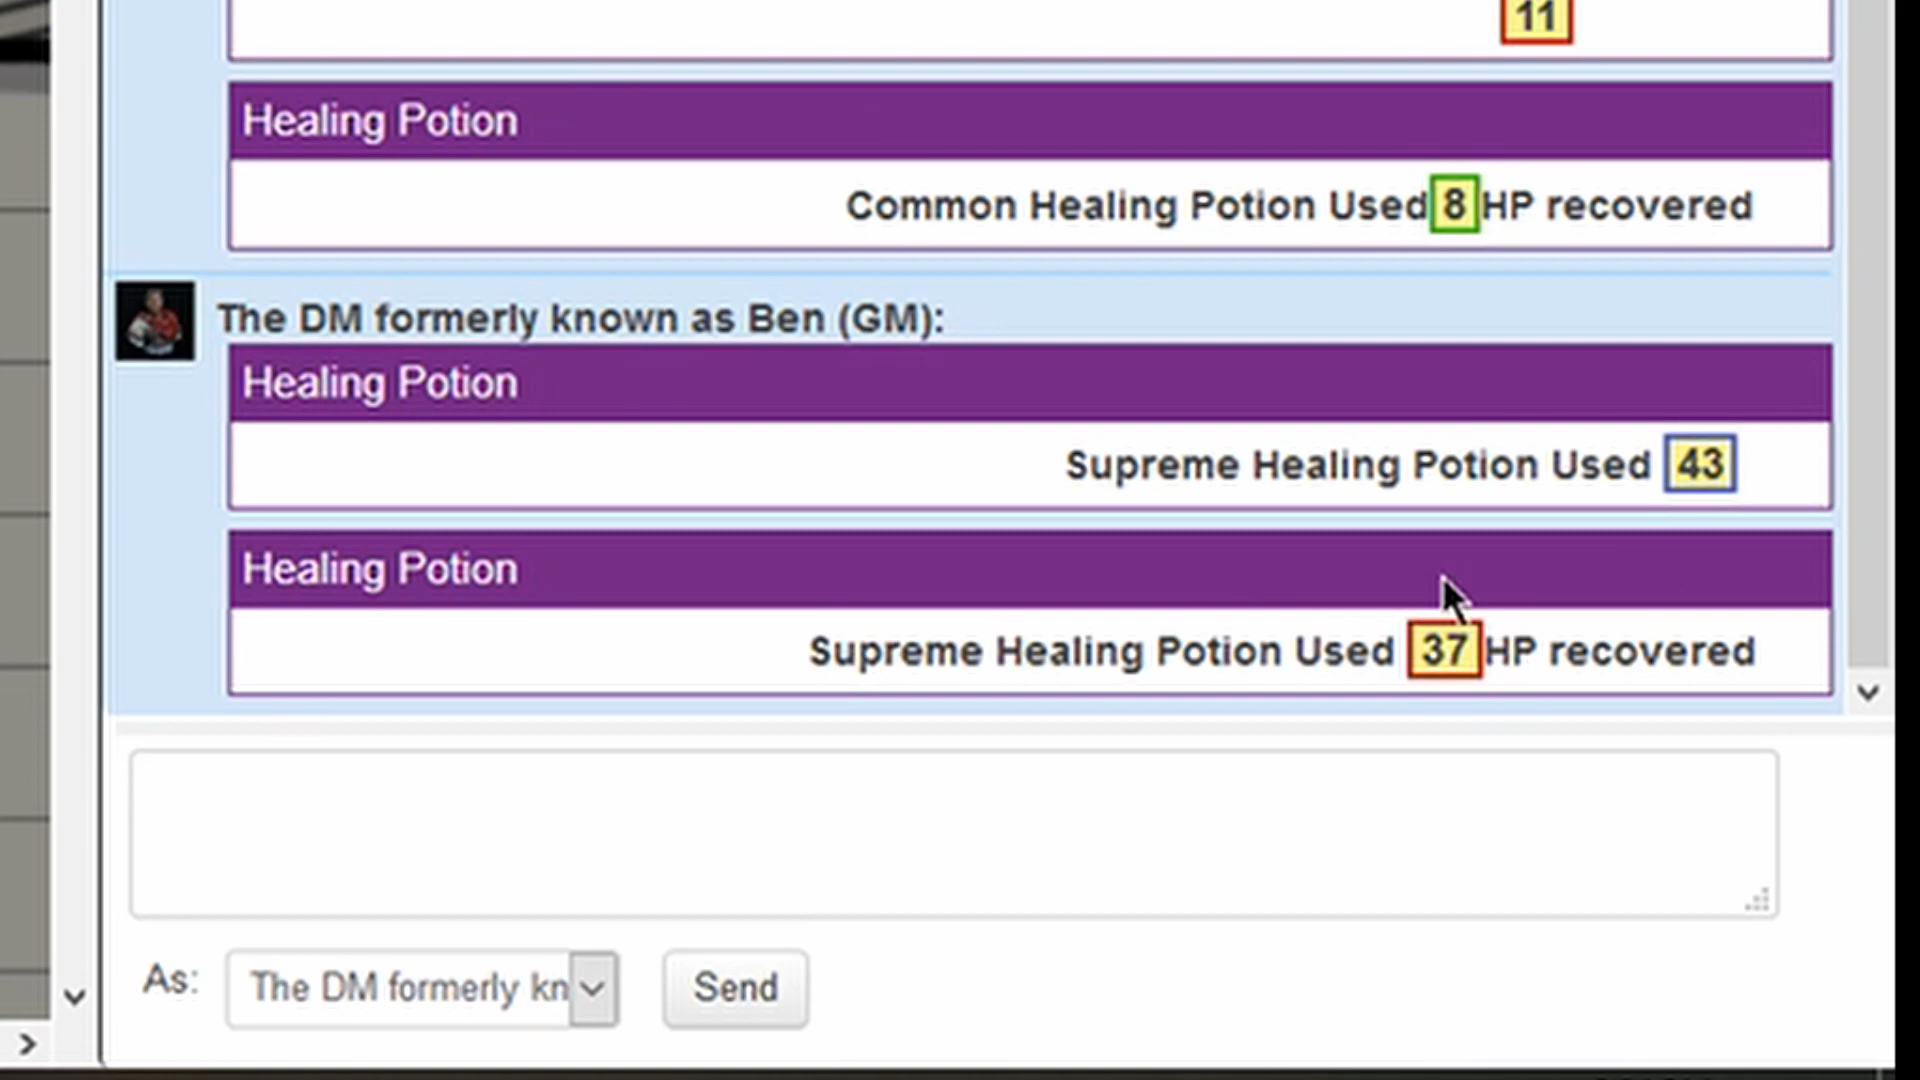 11
Healing Potion
Common Healing Potion Used 8 HP recovered
The DM formerly known as Ben (GM):
Healing Potion
Supreme Healing Potion Used 43
Healing Potion
Supreme Healing Potion Used 37 HP recovered
As: The DM formerly kn Send